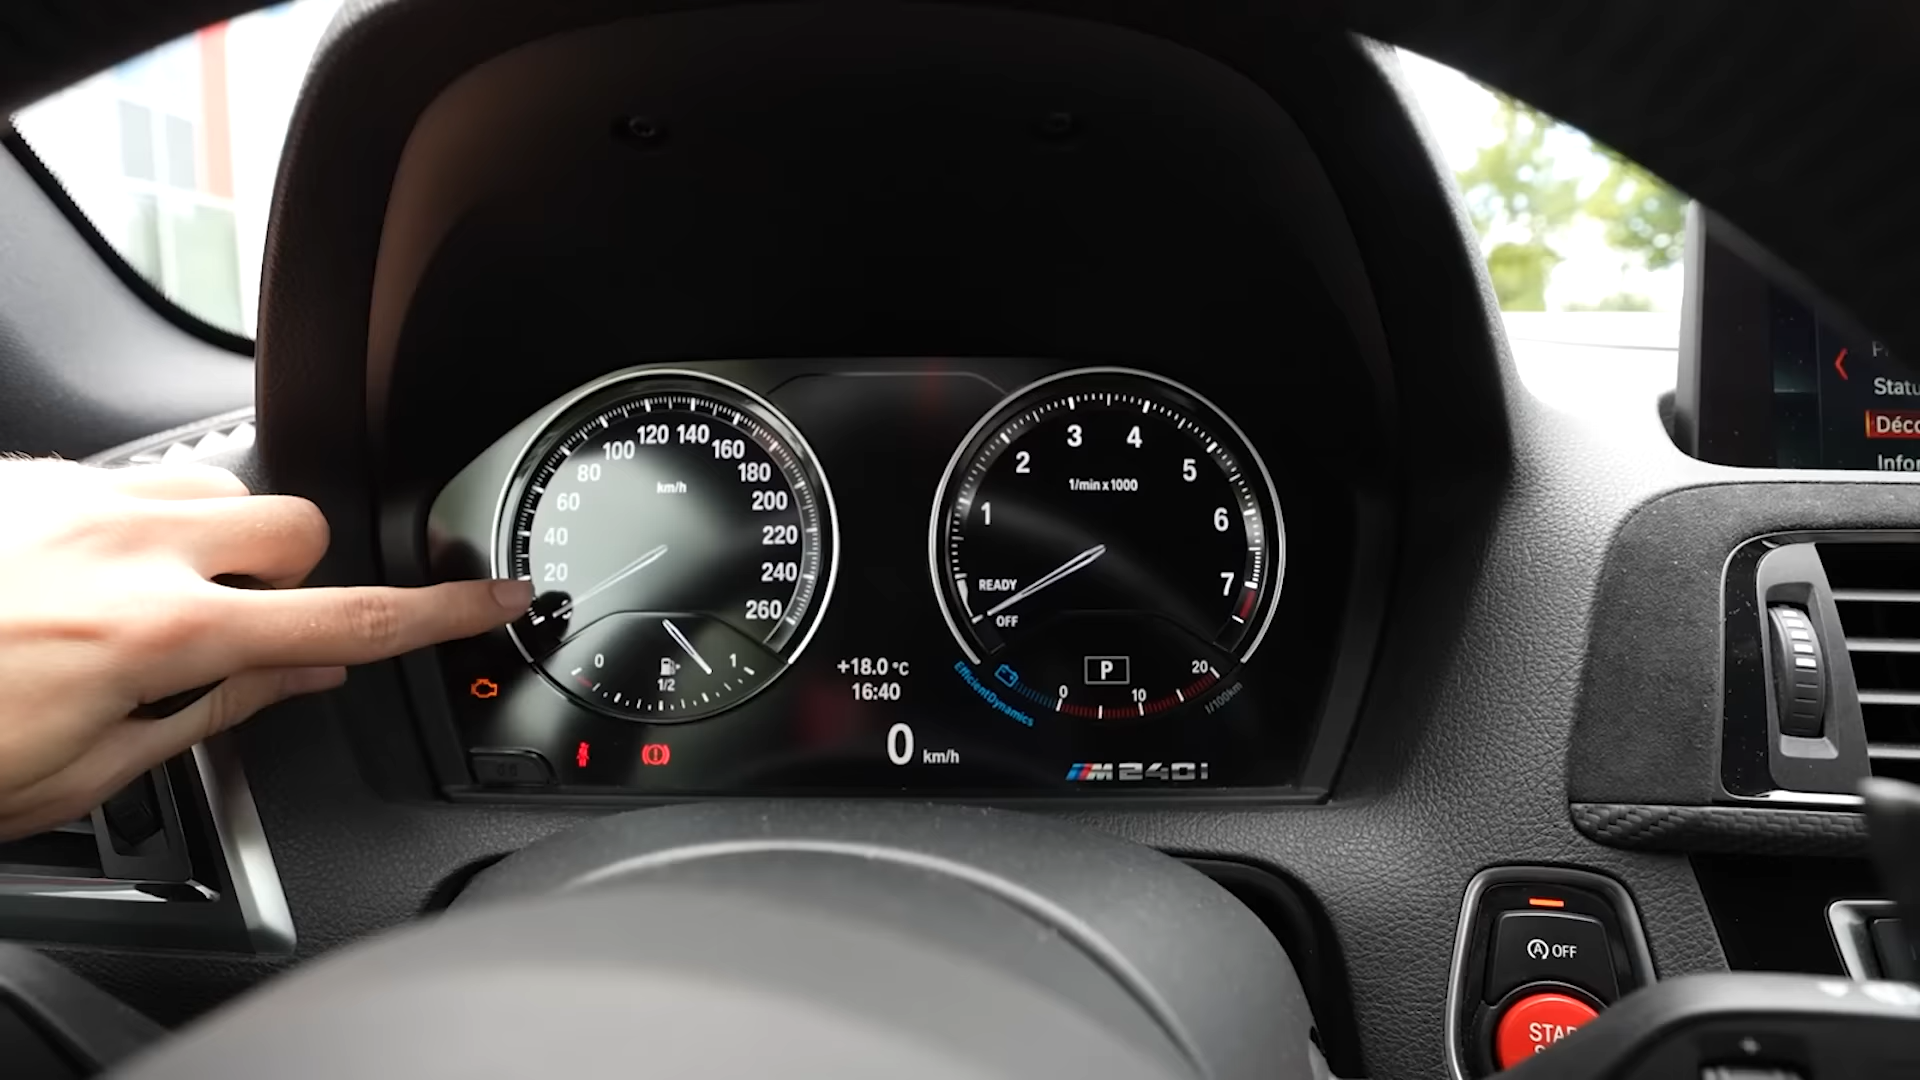 120 140
100 160
80 180
60 200
40 220
20 240
260
km/h
0 1
1/2
+18.0 °C
16:40
0 km/h
3 4
2 5
1 6
7
1/min x 1000
READY
OFF
P
0 10 20
l/100km
EfficientDynamics
M240i
Statu
Déco
Infor
A OFF
STAR